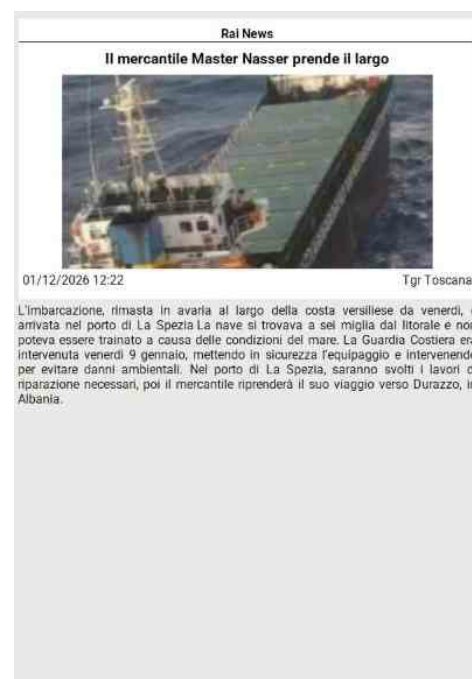 Rai News
Il mercantile Master Nasser prende il largo
01/12/2026 12:22
Tgr Toscana
L'imbarcazione, rimasta in avaria al largo della costa versiliese da venerdì,
arrivata nel porto di La Spezia La nave si trovava a sei miglia dal litorale e non
poteva essere trainato a causa delle condizioni del mare. La Guardia Costiera era
intervenuta venerdì 9 gennaio, mettendo in sicurezza l'equipaggio e intervenendo
per evitare danni ambientali. Nel porto di La Spezia, saranno svolti i lavori
riparazione necessari, poi il mercantile riprenderà il suo viaggio verso Durazzo,
Albania.